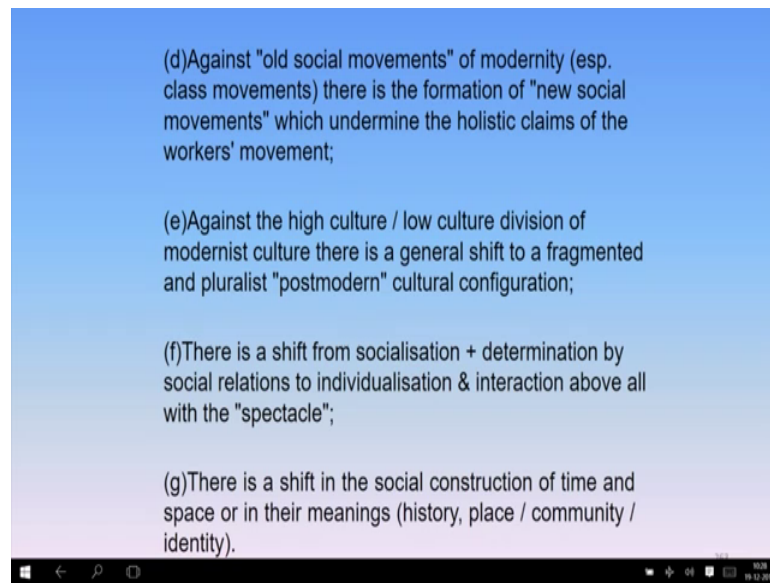 (d)Against "old social movements" of modernity (esp.
class movements) there is the formation of "new social
movements" which undermine the holistic claims of the
workers' movement;
(e)Against the high culture / low culture division of
modernist culture there is a general shift to a fragmented
and pluralist "postmodern" cultural configuration;
(f)There is a shift from socialisation + determination by
social relations to individualisation & interaction above all
with the "spectacle";
(g)There is a shift in the social construction of time and
space or in their meanings (history, place / community /
identity).